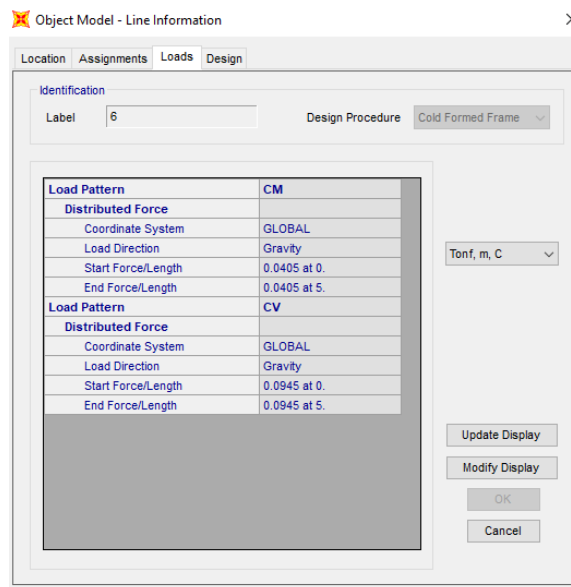 Object Model - Line Information
Location Assignments Loads Design
Identification
Label 6 Design Procedure Cold Formed Frame
Load Pattern CM
Distributed Force
Coordinate System GLOBAL
Load Direction Gravity
Start Force/Length 0.0405 at 0.
End Force/Length 0.0405 at 5.
Load Pattern CV
Distributed Force
Coordinate System GLOBAL
Load Direction Gravity
Start Force/Length 0.0945 at 0.
End Force/Length 0.0945 at 5.
Tonf, m, C
Update Display
Modify Display
OK
Cancel